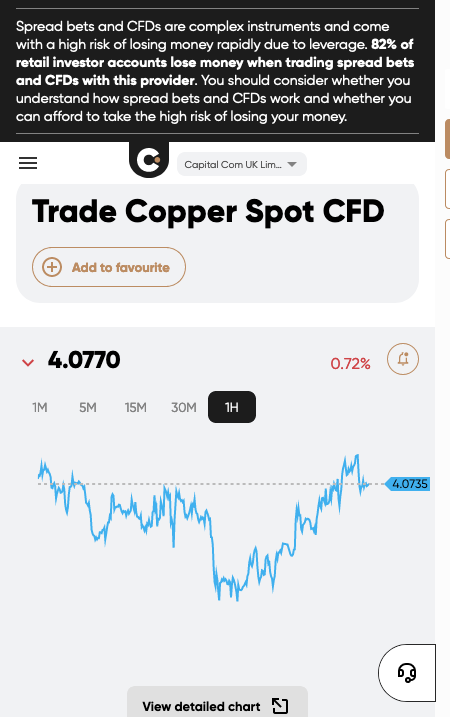 Spread bets and CFDs are complex instruments and come
with a high risk of losing money rapidly due to leverage. 82% of
retail investor accounts lose money when trading spread bets
and CFDs with this provider. You should consider whether you
understand how spread bets and CFDs work and whether you
can afford to take the high risk of losing your money.
Capital Com UK Lim...
Trade Copper Spot CFD
Add to favourite
4.0770
0.72%
1M 5M 15M 30M 1H
4.0735
View detailed chart